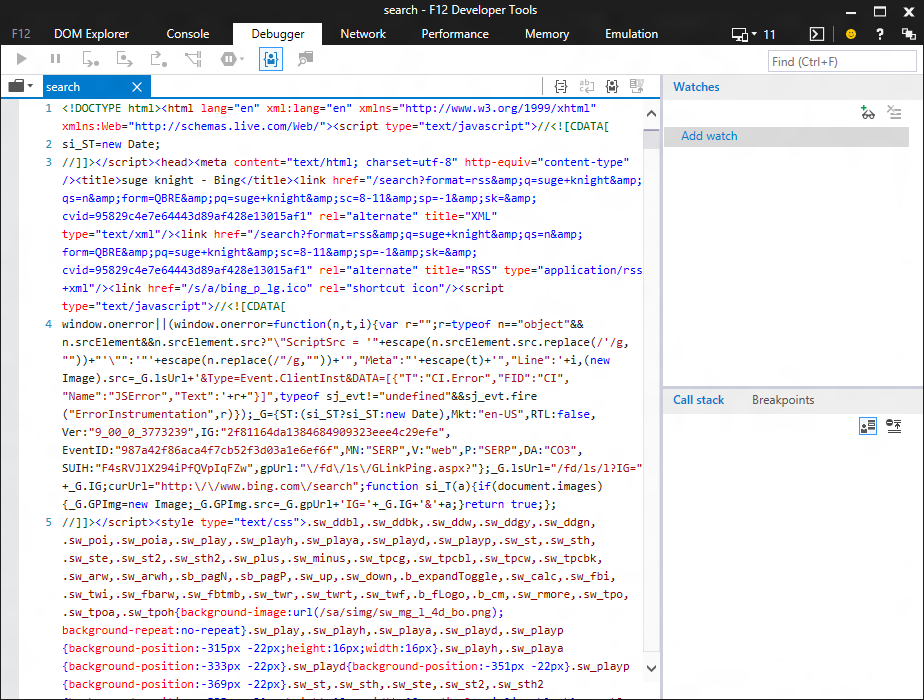 search - F12 Developer Tools
F12 DOM Explorer Console Debugger Network Performance Memory Emulation 11 ?
Find (Ctrl+F)
search
Watches
Add watch
1 <!DOCTYPE html><html lang="en" xml:lang="en" xmlns="http://www.w3.org/1999/xhtml"
xmlns:Web="http://schemas.live.com/Web/"><script type="text/javascript">//<![CDATA[
2 si_ST=new Date;
3 //]]></script><head><meta content="text/html; charset=utf-8" http-equiv="content-type"
/><title>suge knight - Bing</title><link href="/search?format=rss&amp;q=suge+knight&amp;
qs=n&amp;form=QBRE&amp;pq=suge+knight&amp;sc=8-11&amp;sp=-1&amp;sk=&amp;
cvid=95829c4e7e64443d89af428e13015af1" rel="alternate" title="XML"
type="text/xml"/><link href="/search?format=rss&amp;q=suge+knight&amp;qs=n&amp;
form=QBRE&amp;pq=suge+knight&amp;sc=8-11&amp;sp=-1&amp;sk=&amp;
cvid=95829c4e7e64443d89af428e13015af1" rel="alternate" title="RSS" type="application/rss
+xml"/><link href="/s/a/bing_p_lg.ico" rel="shortcut icon"/><script
type="text/javascript">//<![CDATA[
4 window.onerror||(window.onerror=function(n,t,i){var r="";r=typeof n=="object"&&
n.srcElement&&n.srcElement.src?"\"ScriptSrc = '"+escape(n.srcElement.src.replace(/'/g,
""))+"'\"":'"'+escape(n.replace(/"/g,""))+'","Meta":"'+escape(t)+'","Line":'+i,(new
Image).src=_G.lsUrl+'&Type=Event.ClientInst&DATA=[{"T":"CI.Error","FID":"CI",
"Name":"JSError","Text":'+r+"}]",typeof sj_evt!="undefined"&&sj_evt.fire
("ErrorInstrumentation",r)});_G={ST:(si_ST?si_ST:new Date),Mkt:"en-US",RTL:false,
Ver:"9_00_0_3773239",IG:"2f81164da1384684909323eee4c29efe",
EventID:"987a42f86aca4f7cb52f3d03a1e6ef6f",MN:"SERP",V:"web",P:"SERP",DA:"CO3",
SUIH:"F4sRVJlX294iPfQVpIqFZw",gpUrl:"\/fd\/ls\/GLinkPing.aspx?"};_G.lsUrl="/fd/ls/l?IG="
+_G.IG;curUrl="http:\/\/www.bing.com\/search";function si_T(a){if(document.images)
{_G.GPImg=new Image;_G.GPImg.src=_G.gpUrl+'IG='+_G.IG+'&'+a;}return true;};
5 //]]></script><style type="text/css">.sw_ddbl,.sw_ddbk,.sw_ddw,.sw_ddgy,.sw_ddgn,
.sw_poi,.sw_poia,.sw_play,.sw_playh,.sw_playa,.sw_playd,.sw_playp,.sw_st,.sw_sth,
.sw_ste,.sw_st2,.sw_sth2,.sw_plus,.sw_minus,.sw_tpcg,.sw_tpcbl,.sw_tpcw,.sw_tpcbk,
.sw_arw,.sw_arwh,.sb_pagN,.sb_pagP,.sw_up,.sw_down,.b_expandToggle,.sw_calc,.sw_fbi,
.sw_twi,.sw_fbarw,.sw_fbtmb,.sw_twr,.sw_twrt,.sw_twf,.b_fLogo,.b_cm,.sw_rmore,.sw_tpo,
.sw_tpoa,.sw_tpoh{background-image:url(/sa/simg/sw_mg_l_4d_bo.png);
background-repeat:no-repeat}.sw_play,.sw_playh,.sw_playa,.sw_playd,.sw_playp
{background-position:-315px -22px;height:16px;width:16px}.sw_playh,.sw_playa
{background-position:-333px -22px}.sw_playd{background-position:-351px -22px}.sw_playp
{background-position:-369px -22px}.sw_st,.sw_sth,.sw_ste,.sw_st2,.sw_sth2
Call stack Breakpoints